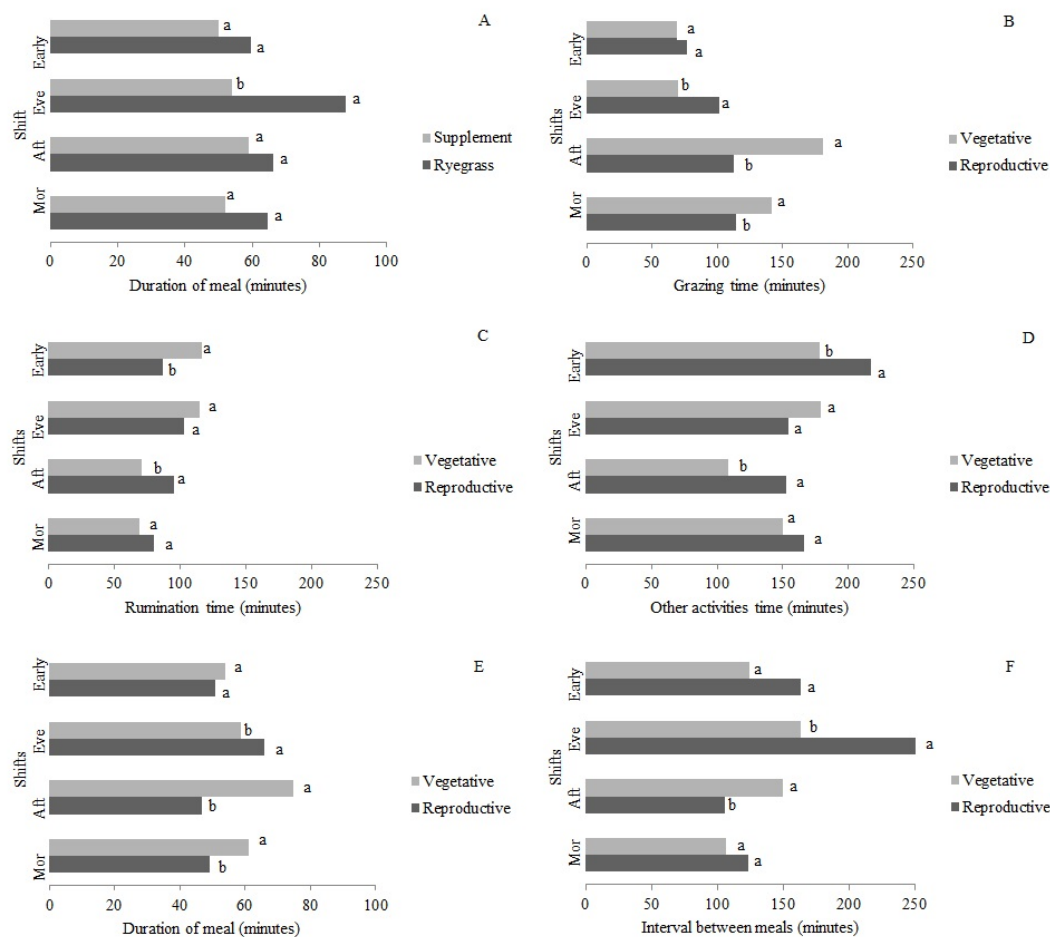 A
Early
a
a
Eve
b
a
Shift
Aft
a
a
Mor
a
a
Supplement
Ryegrass
0 20 40 60 80 100
Duration of meal (minutes)
B
Early
a
a
Eve
b
a
Shifts
Aft
a
b
Mor
a
b
Vegetative
Reproductive
0 50 100 150 200 250
Grazing time (minutes)
C
Early
a
b
Eve
a
a
Shifts
Aft
b
a
Mor
a
a
Vegetative
Reproductive
0 50 100 150 200 250
Rumination time (minutes)
D
Early
b
a
Eve
a
a
Shifts
Aft
b
a
Mor
a
a
Vegetative
Reproductive
0 50 100 150 200 250
Other activities time (minutes)
E
Early
a
a
Eve
b
a
Shifts
Aft
a
b
Mor
a
b
Vegetative
Reproductive
0 20 40 60 80 100
Duration of meal (minutes)
F
Early
a
a
Eve
b
a
Shifts
Aft
a
b
Mor
a
a
Vegetative
Reproductive
0 50 100 150 200 250
Interval between meals (minutes)